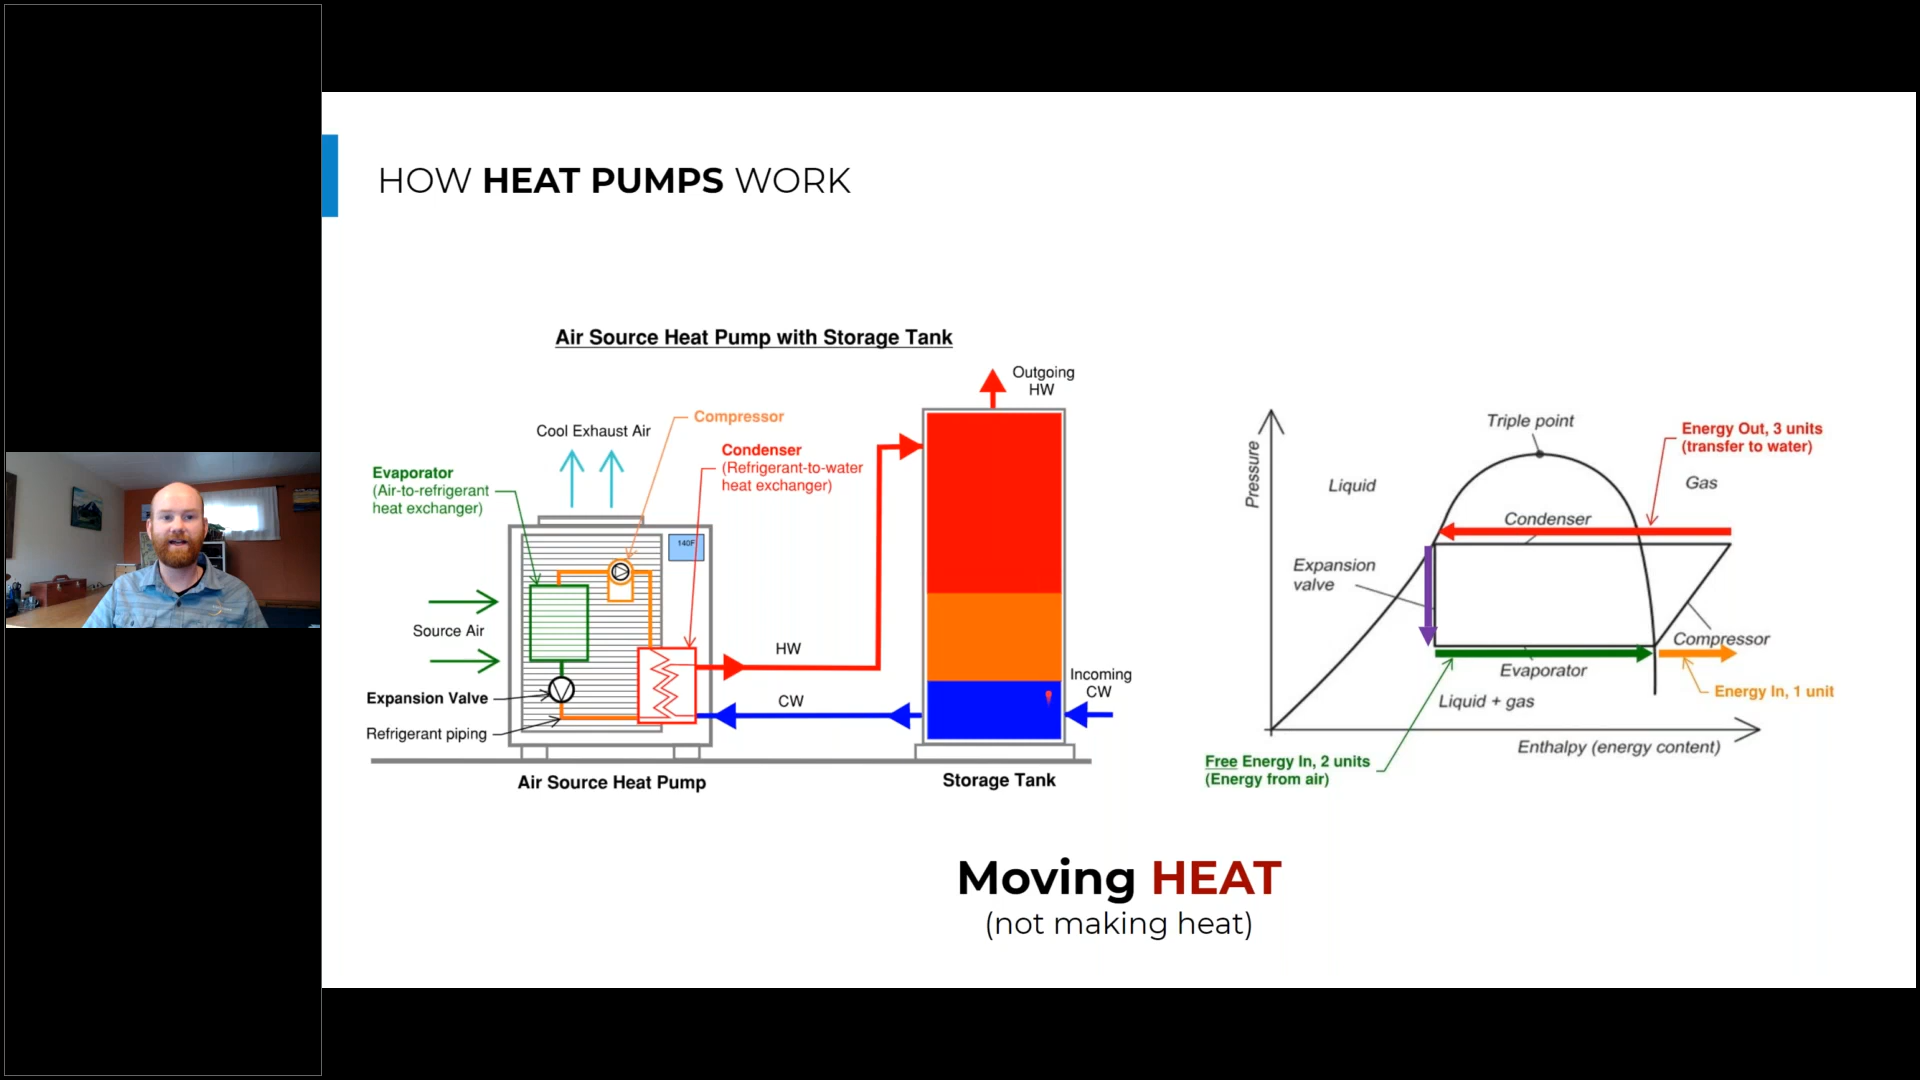 HOW HEAT PUMPS WORK
Air Source Heat Pump with Storage Tank
Outgoing
HW
Compressor
Cool Exhaust Air
Condenser
(Refrigerant-to-water
heat exchanger)
Evaporator
(Air-to-refrigerant
heat exchanger)
140F
Source Air
HW
Expansion Valve
CW
Incoming
CW
Refrigerant piping
Air Source Heat Pump
Storage Tank
Triple point
Energy Out, 3 units
(transfer to water)
Pressure
Liquid
Gas
Condenser
Expansion
valve
Compressor
Evaporator
Energy In, 1 unit
Liquid + gas
Enthalpy (energy content)
Free Energy In, 2 units
(Energy from air)
Moving HEAT
(not making heat)